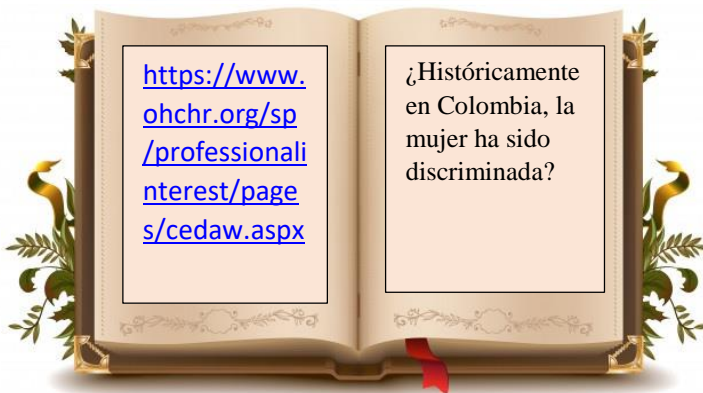 https://www.
ohchr.org/sp
/professionali
nterest/page
s/cedaw.aspx
¿Históricamente
en Colombia, la
mujer ha sido
discriminada?